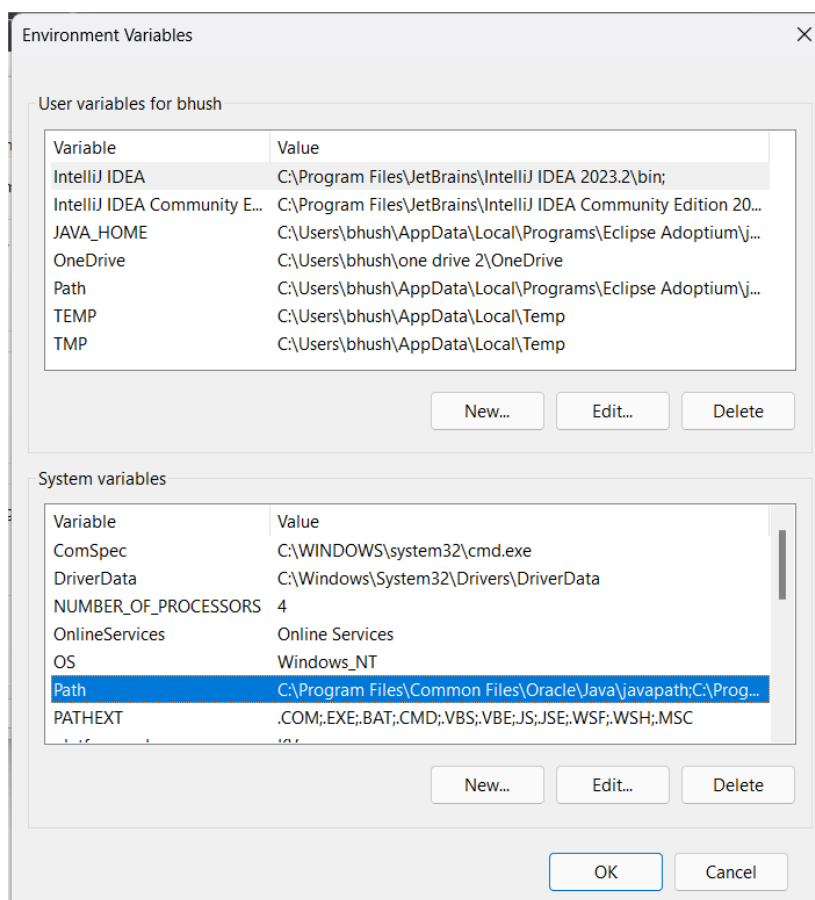 Environment Variables
User variables for bhush
Variable Value
IntelliJ IDEA C:\Program Files\JetBrains\IntelliJ IDEA 2023.2\bin;
IntelliJ IDEA Community E... C:\Program Files\JetBrains\IntelliJ IDEA Community Edition 20...
JAVA_HOME C:\Users\bhush\AppData\Local\Programs\Eclipse Adoptium\j...
OneDrive C:\Users\bhush\one drive 2\OneDrive
Path C:\Users\bhush\AppData\Local\Programs\Eclipse Adoptium\j...
TEMP C:\Users\bhush\AppData\Local\Temp
TMP C:\Users\bhush\AppData\Local\Temp
New... Edit... Delete
System variables
Variable Value
ComSpec C:\WINDOWS\system32\cmd.exe
DriverData C:\Windows\System32\Drivers\DriverData
NUMBER_OF_PROCESSORS 4
OnlineServices Online Services
OS Windows_NT
Path C:\Program Files\Common Files\Oracle\Java\javapath;C:\Prog...
PATHEXT .COM;.EXE;.BAT;.CMD;.VBS;.VBE;.JS;.JSE;.WSF;.WSH;.MSC
New... Edit... Delete
OK Cancel